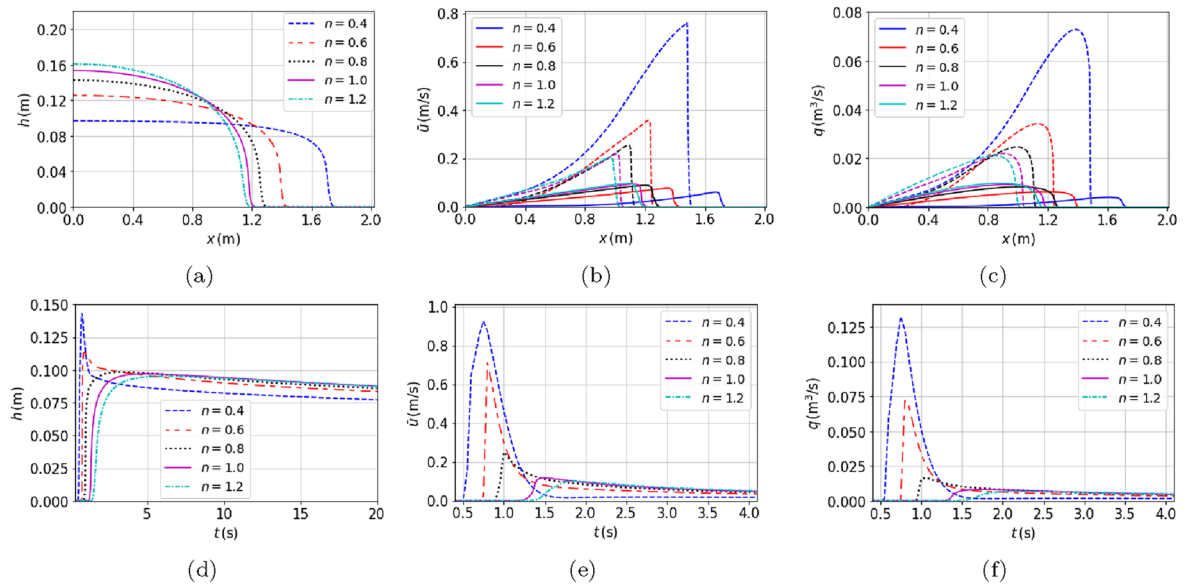 h (m)
0.20
0.16
0.12
0.08
0.04
0.00
0.0 0.4 0.8 1.2 1.6 2.0
x (m)
n = 0.4
n = 0.6
n = 0.8
n = 1.0
n = 1.2
(a)
ū (m/s)
0.8
0.6
0.4
0.2
0.0
0.0 0.4 0.8 1.2 1.6 2.0
x (m)
n = 0.4
n = 0.6
n = 0.8
n = 1.0
n = 1.2
(b)
q (m³/s)
0.08
0.06
0.04
0.02
0.00
0.0 0.4 0.8 1.2 1.6 2.0
x (m)
n = 0.4
n = 0.6
n = 0.8
n = 1.0
n = 1.2
(c)
h (m)
0.150
0.125
0.100
0.075
0.050
0.025
0.000
5 10 15 20
t (s)
n = 0.4
n = 0.6
n = 0.8
n = 1.0
n = 1.2
(d)
ū (m/s)
1.0
0.8
0.6
0.4
0.2
0.0
0.5 1.0 1.5 2.0 2.5 3.0 3.5 4.0
t (s)
n = 0.4
n = 0.6
n = 0.8
n = 1.0
n = 1.2
(e)
q (m³/s)
0.125
0.100
0.075
0.050
0.025
0.000
0.5 1.0 1.5 2.0 2.5 3.0 3.5 4.0
t (s)
n = 0.4
n = 0.6
n = 0.8
n = 1.0
n = 1.2
(f)